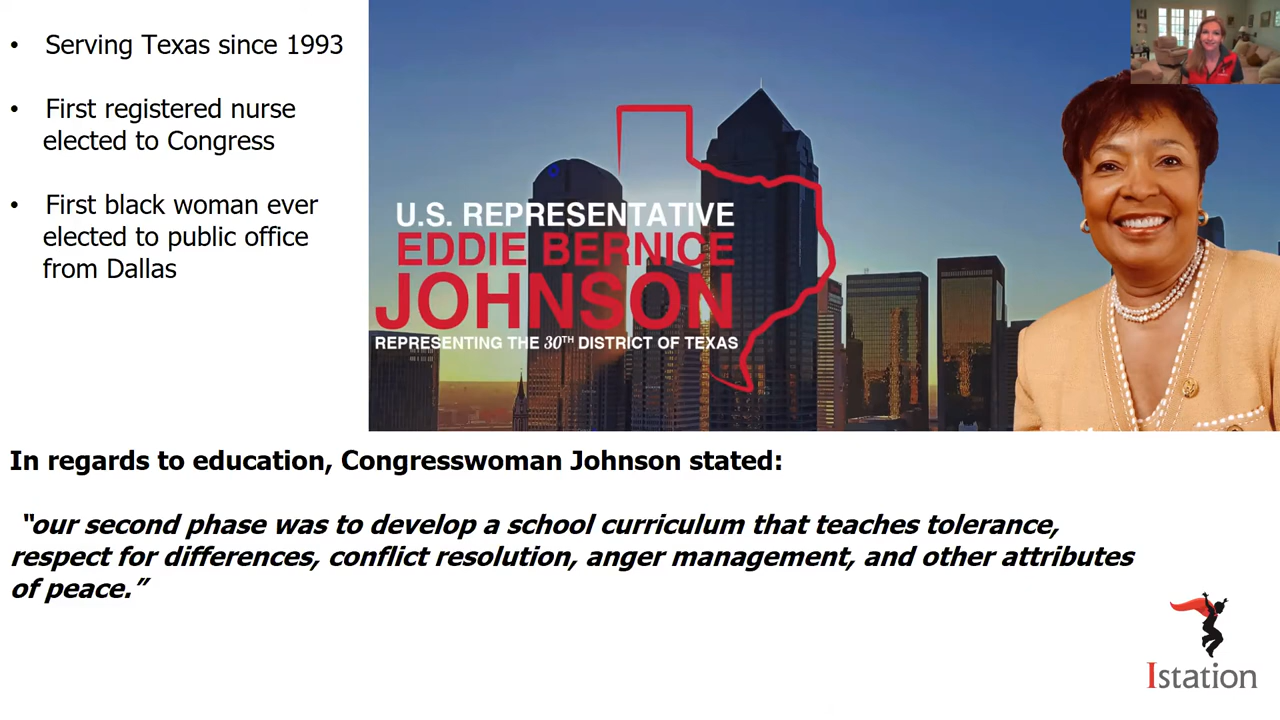 • Serving Texas since 1993
• First registered nurse
elected to Congress
• First black woman ever
elected to public office
from Dallas
U.S. REPRESENTATIVE
EDDIE BERNICE
JOHNSON
REPRESENTING THE 30TH DISTRICT OF TEXAS
In regards to education, Congresswoman Johnson stated:
“our second phase was to develop a school curriculum that teaches tolerance,
respect for differences, conflict resolution, anger management, and other attributes
of peace.”
Istation